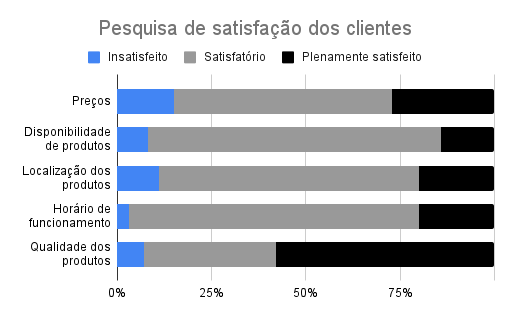 Pesquisa de satisfação dos clientes
Insatisfeito Satisfatório Plenamente satisfeito
Preços
Disponibilidade
de produtos
Localização dos
produtos
Horário de
funcionamento
Qualidade dos
produtos
0% 25% 50% 75%